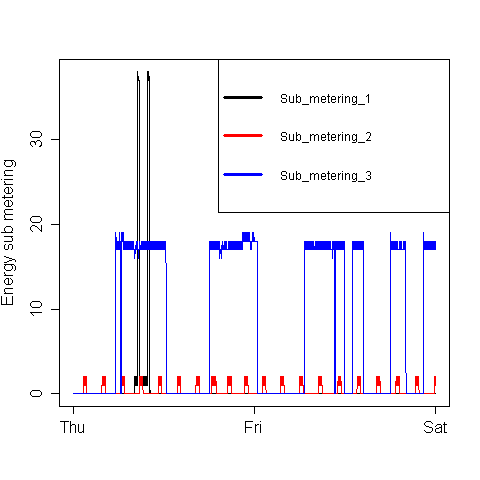 Sub_metering_1
Sub_metering_2
Sub_metering_3
Energy sub metering
30
20
10
0
Thu Fri Sat